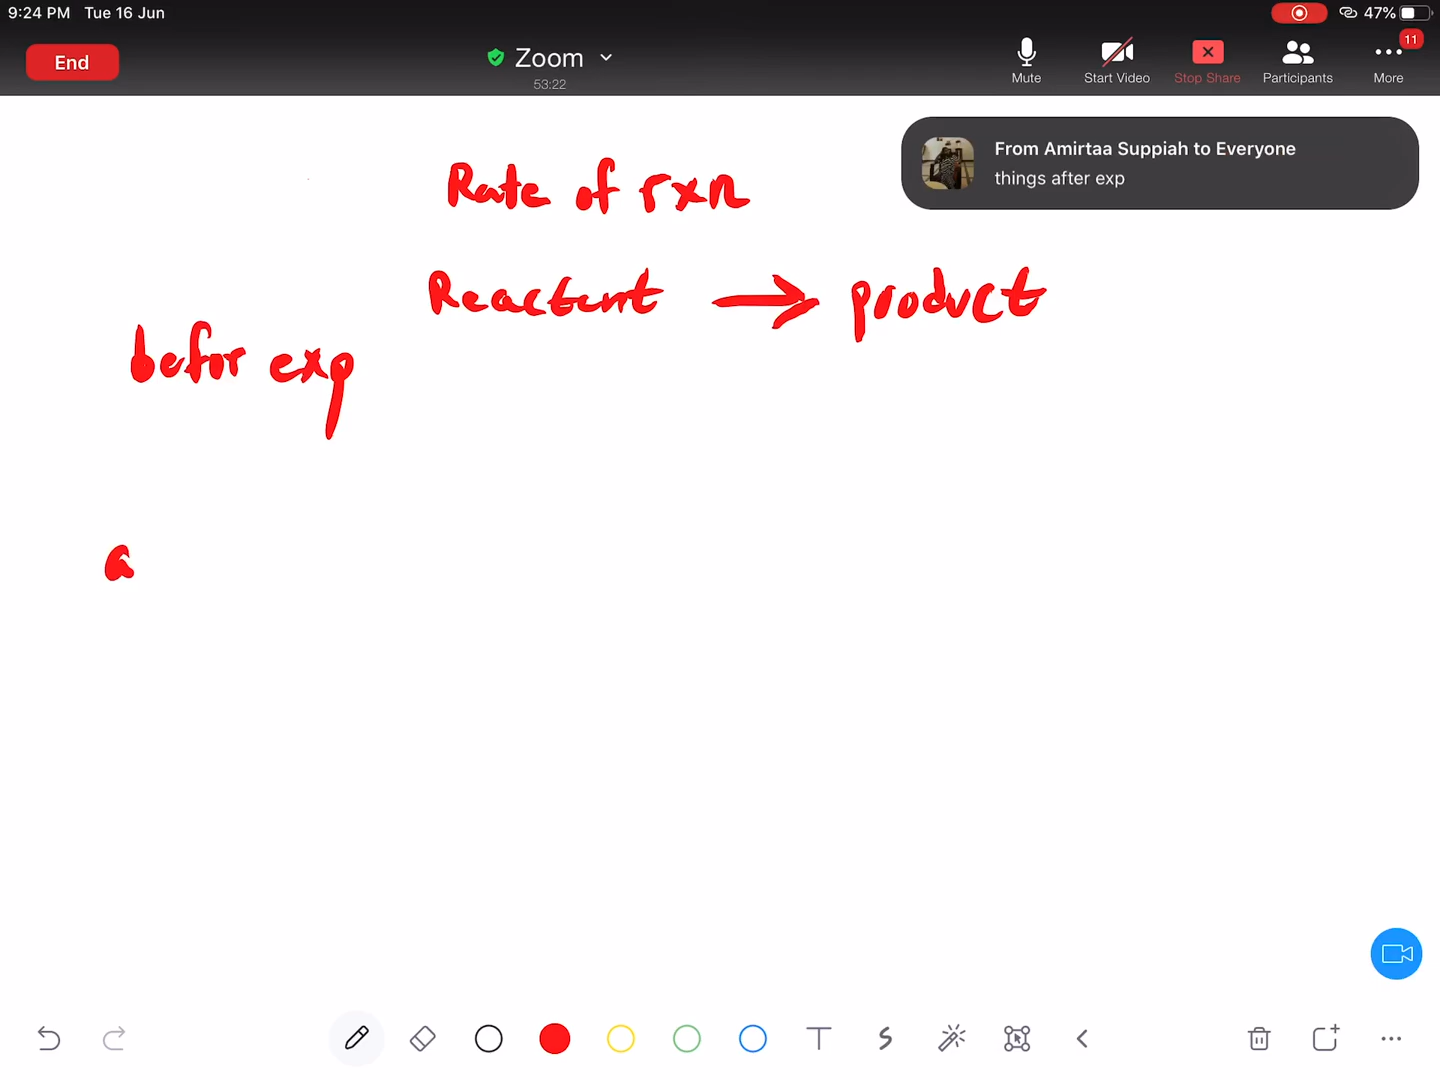 9:24 PM Tue 16 Jun
47%
End
Zoom
53:22
Mute
Start Video
Stop Share
Participants
More
11
From Amirtaa Suppiah to Everyone
things after exp
Rate of rxn
Reactant → product
befor exp
a
T